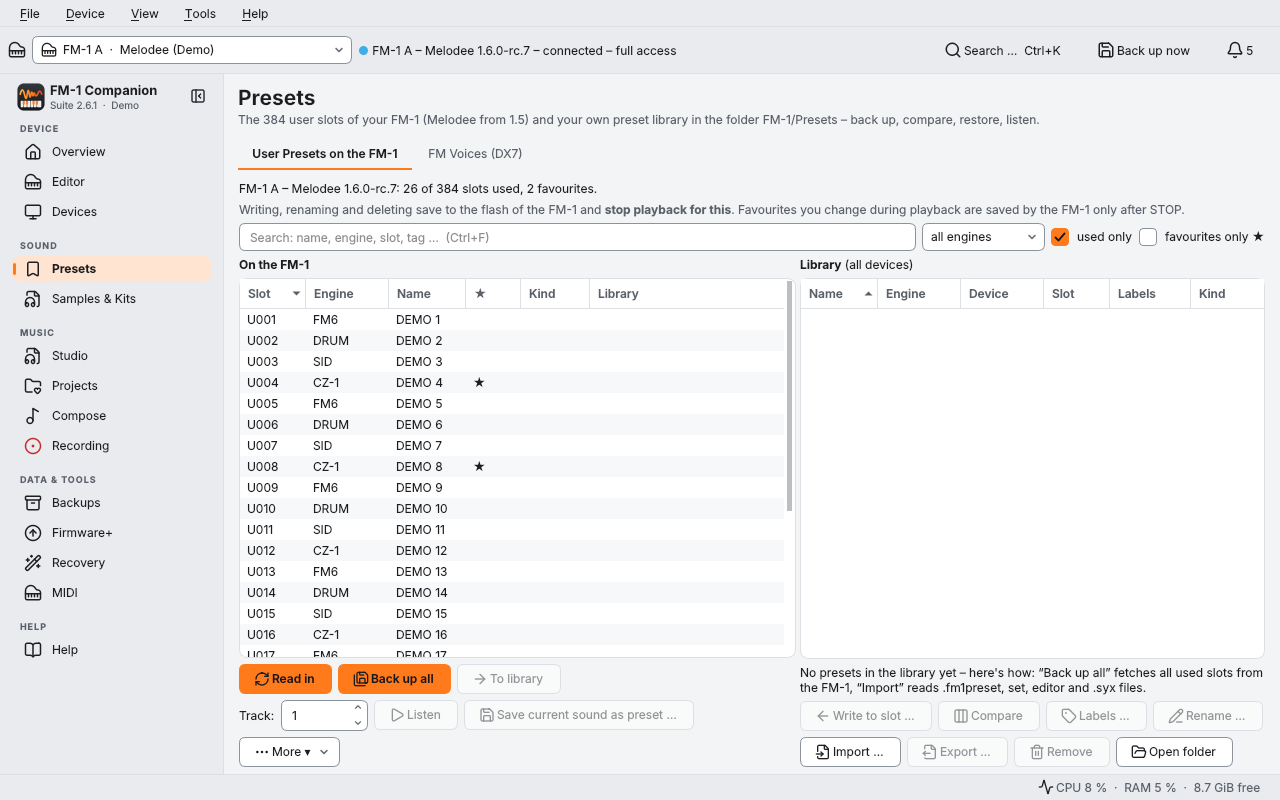 File Device View Tools Help
FM-1 A · Melodee (Demo)
FM-1 A – Melodee 1.6.0-rc.7 – connected – full access
Search ... Ctrl+K
Back up now
5
FM-1 Companion
Suite 2.6.1 · Demo
DEVICE
Overview
Editor
Devices
SOUND
Presets
Samples & Kits
MUSIC
Studio
Projects
Compose
Recording
DATA & TOOLS
Backups
Firmware+
Recovery
MIDI
HELP
Help
Presets
The 384 user slots of your FM-1 (Melodee from 1.5) and your own preset library in the folder FM-1/Presets – back up, compare, restore, listen.
User Presets on the FM-1 FM Voices (DX7)
FM-1 A – Melodee 1.6.0-rc.7: 26 of 384 slots used, 2 favourites.
Writing, renaming and deleting save to the flash of the FM-1 and stop playback for this. Favourites you change during playback are saved by the FM-1 only after STOP.
Search: name, engine, slot, tag ... (Ctrl+F)
all engines
used only
favourites only ★
On the FM-1
Slot Engine Name ★ Kind Library
U001 FM6 DEMO 1
U002 DRUM DEMO 2
U003 SID DEMO 3
U004 CZ-1 DEMO 4 ★
U005 FM6 DEMO 5
U006 DRUM DEMO 6
U007 SID DEMO 7
U008 CZ-1 DEMO 8 ★
U009 FM6 DEMO 9
U010 DRUM DEMO 10
U011 SID DEMO 11
U012 CZ-1 DEMO 12
U013 FM6 DEMO 13
U014 DRUM DEMO 14
U015 SID DEMO 15
U016 CZ-1 DEMO 16
U017 FM6 DEMO 17
Read in
Back up all
To library
Track: 1
Listen
Save current sound as preset ...
··· More ▾
Library (all devices)
Name Engine Device Slot Labels Kind
No presets in the library yet – here's how: “Back up all” fetches all used slots from
the FM-1, “Import” reads .fm1preset, set, editor and .syx files.
Write to slot ...
Compare
Labels ...
Rename ...
Import ...
Export ...
Remove
Open folder
CPU 8 % · RAM 5 % · 8.7 GiB free